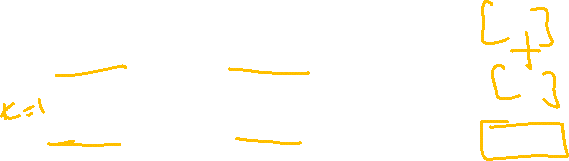 [ ]
+
[ ]
k=1